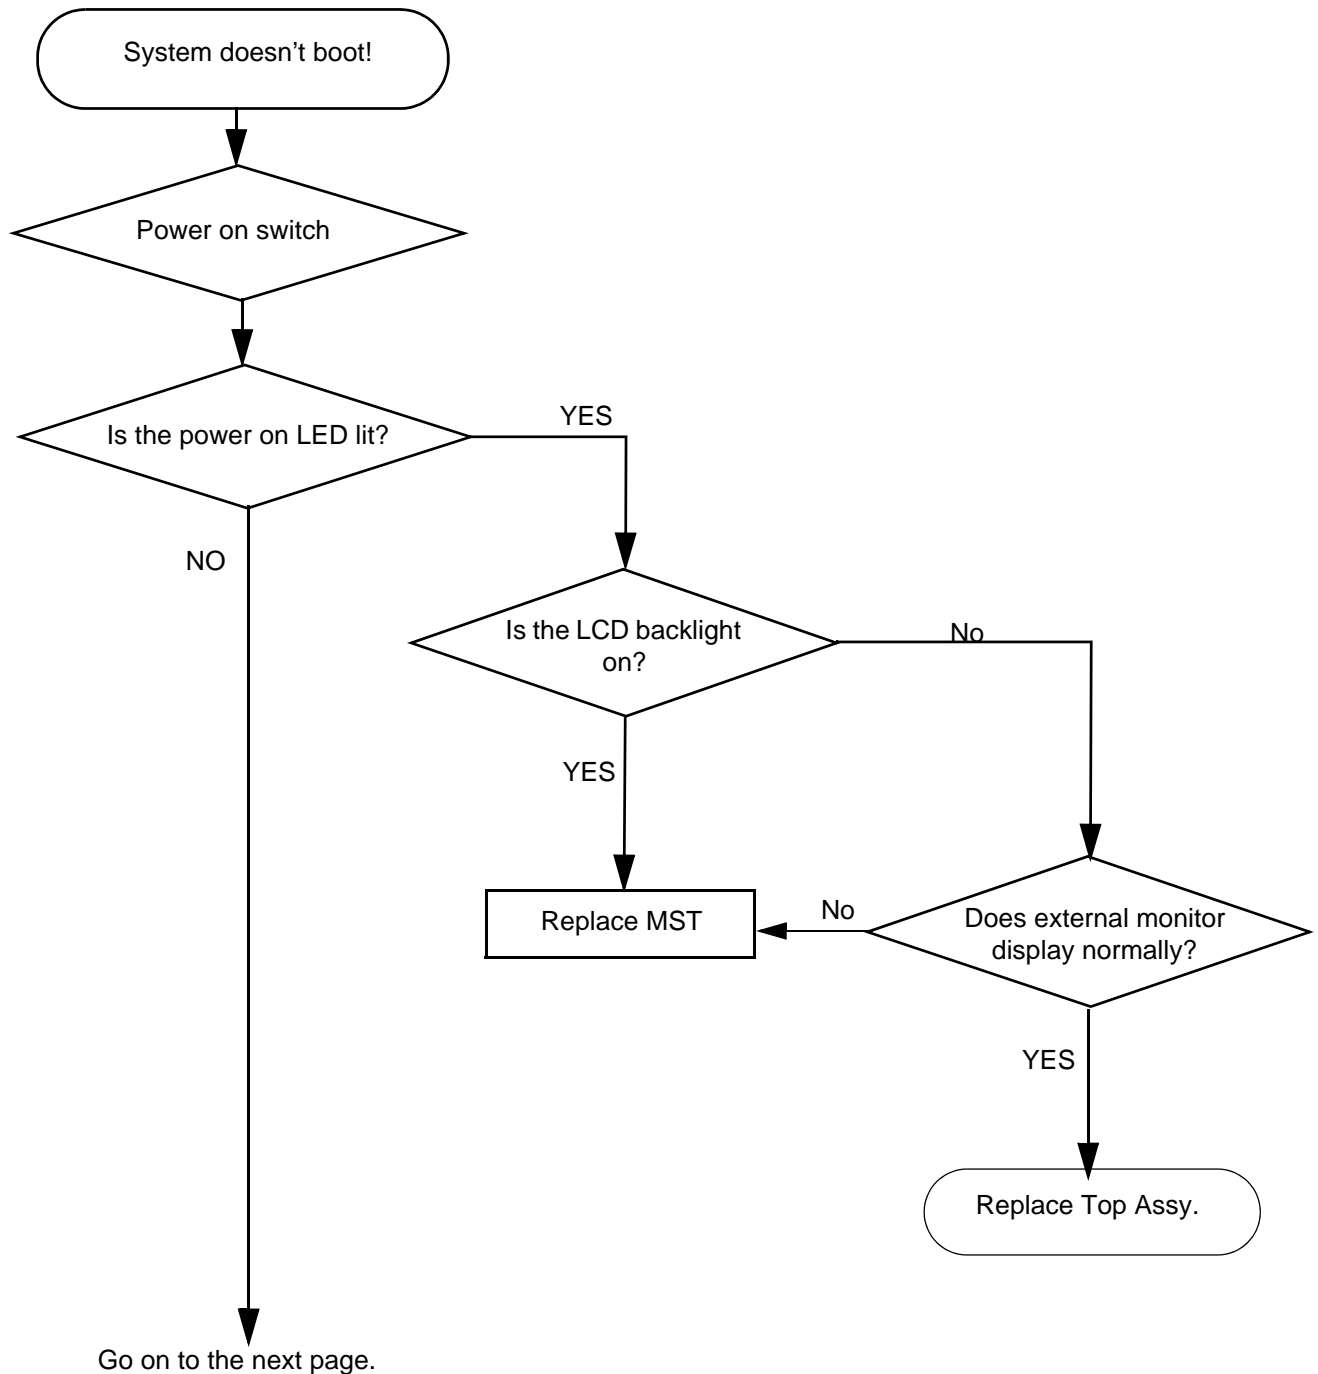 System doesn’t boot!
Power on switch
Is the power on LED lit?
YES
NO
Is the LCD backlight
on?
No
YES
Replace MST
No
Does external monitor
display normally?
YES
Replace Top Assy.
Go on to the next page.